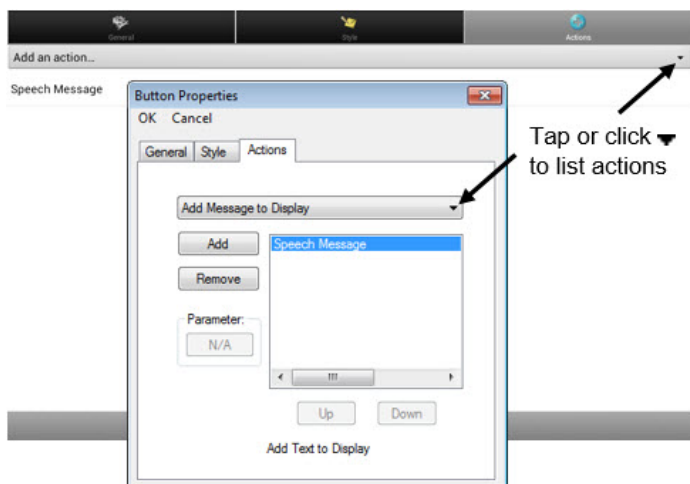 General Style Actions
Add an action...
Speech Message
Button Properties
OK Cancel
General Style Actions
Tap or click
to list actions
Add Message to Display
Add
Speech Message
Remove
Parameter:
N/A
Up Down
Add Text to Display